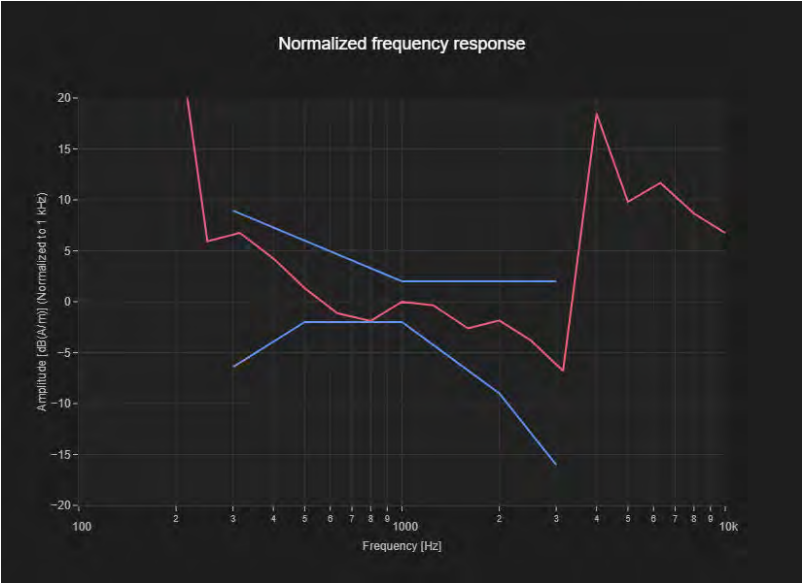 Normalized frequency response
Amplitude [dB(A/m)] (Normalized to 1 kHz)
20
15
10
5
0
−5
−10
−15
−20
100 2 3 4 5 6 7 8 9 1000 2 3 4 5 6 7 8 9 10k
Frequency [Hz]